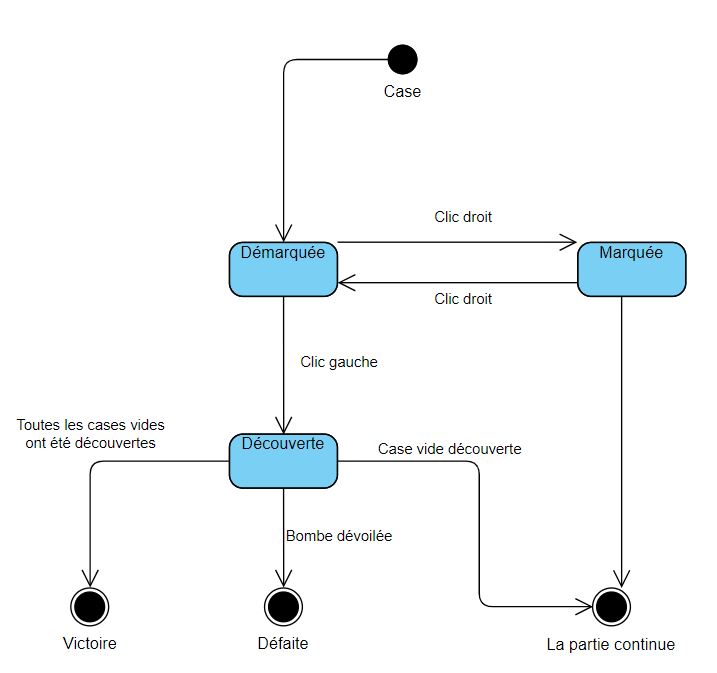 Case
Clic droit
Démarquée
Marquée
Clic droit
Clic gauche
Toutes les cases vides
ont été découvertes
Découverte
Case vide découverte
Bombe dévoilée
Victoire
Défaite
La partie continue